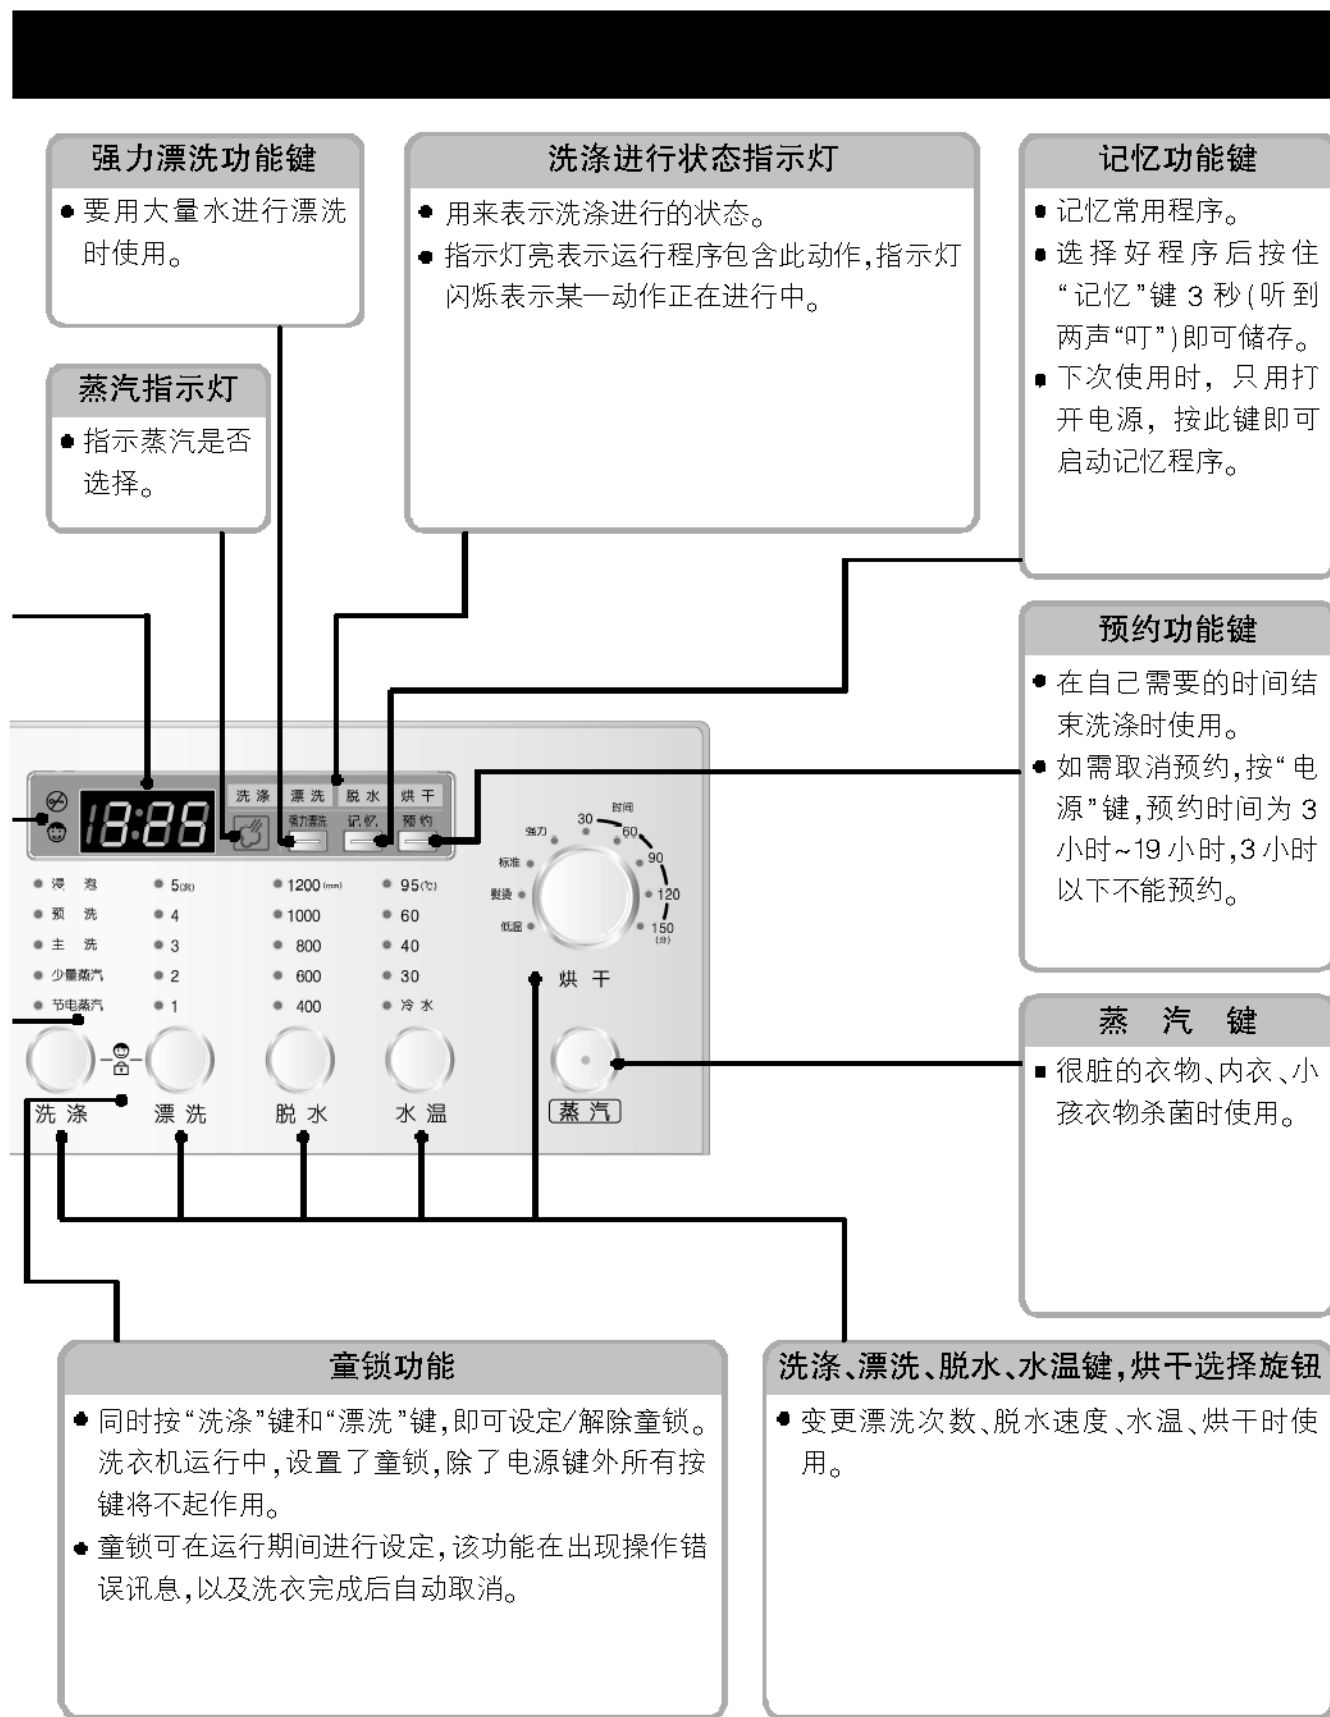 强力漂洗功能键
● 要用大量水进行漂洗
时使用。
洗涤进行状态指示灯
● 用来表示洗涤进行的状态。
● 指示灯亮表示运行程序包含此动作,指示灯
闪烁表示某一动作正在进行中。
记忆功能键
■ 记忆常用程序。
● 选择好程序后按住
“记忆”键 3 秒(听到
两声“叮”)即可储存。
■ 下次使用时，只用打
开电源，按此键即可
启动记忆程序。
蒸汽指示灯
● 指示蒸汽是否
选择。
预约功能键
● 在自己需要的时间结
束洗涤时使用。
● 如需取消预约,按“电
源”键,预约时间为 3
小时~19 小时,3 小时
以下不能预约。
洗涤 漂洗 脱水 烘干
强力漂洗 记忆 预约
浸泡 5 1200(mm) 95(℃)
预洗 4 1000 60
主洗 3 800 40
少量蒸汽 2 600 30
节电蒸汽 1 400 冷水
时间
强力 30 60
标准 90
熨烫 120
低温 150
(分)
烘干
洗涤 漂洗 脱水 水温 蒸汽
蒸汽键
■ 很脏的衣物、内衣、小
孩衣物杀菌时使用。
童锁功能
● 同时按“洗涤”键和“漂洗”键,即可设定/解除童锁。
洗衣机运行中,设置了童锁,除了电源键外所有按
键将不起作用。
● 童锁可在运行期间进行设定,该功能在出现操作错
误讯息,以及洗衣完成后自动取消。
洗涤、漂洗、脱水、水温键,烘干选择旋钮
● 变更漂洗次数、脱水速度、水温、烘干时使
用。